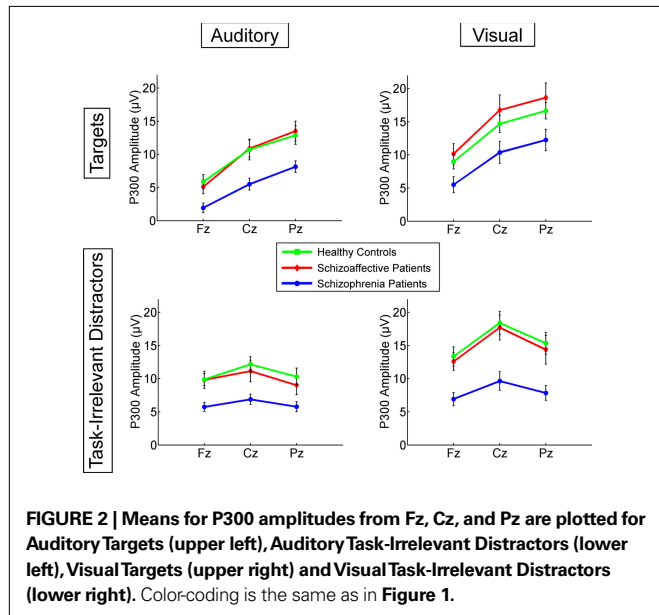 Auditory
Visual
Targets
P300 Amplitude (µV)
20
15
10
5
0
Fz Cz Pz
P300 Amplitude (µV)
20
15
10
5
0
Fz Cz Pz
Healthy Controls
Schizoaffective Patients
Schizophrenia Patients
Task-Irrelevant Distractors
P300 Amplitude (µV)
20
15
10
5
0
Fz Cz Pz
P300 Amplitude (µV)
20
15
10
5
0
Fz Cz Pz
FIGURE 2 | Means for P300 amplitudes from Fz, Cz, and Pz are plotted for
Auditory Targets (upper left), Auditory Task-Irrelevant Distractors (lower
left), Visual Targets (upper right) and Visual Task-Irrelevant Distractors
(lower right). Color-coding is the same as in Figure 1.